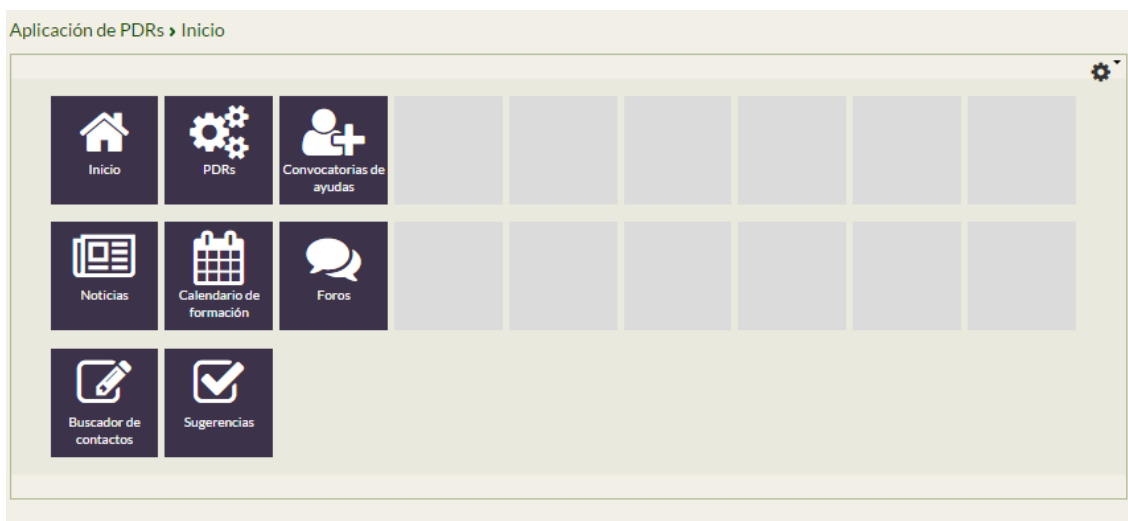 Aplicación de PDRs › Inicio
Inicio
PDRs
Convocatorias de
ayudas
Noticias
Calendario de
formación
Foros
Buscador de
contactos
Sugerencias